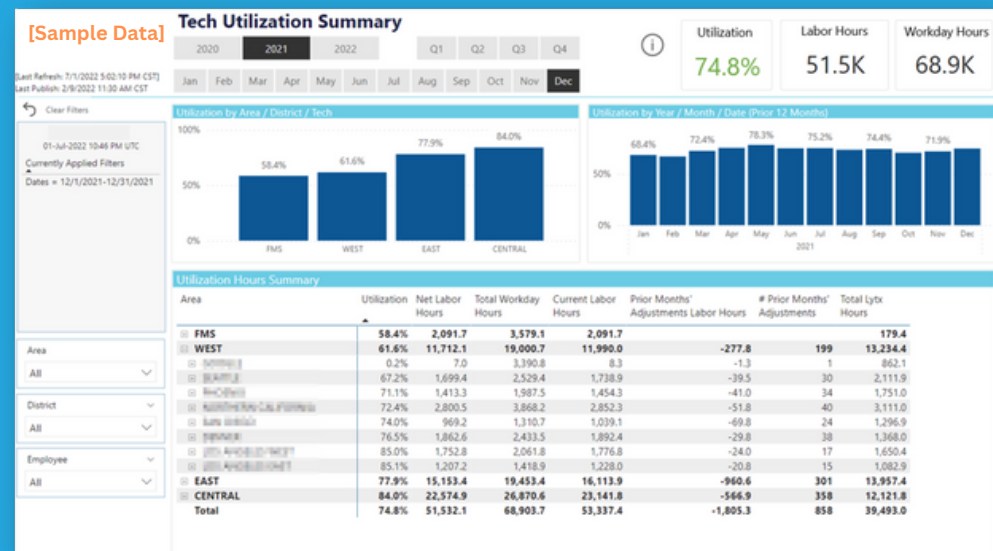 [Sample Data]
Tech Utilization Summary
2020 2021 2022 Q1 Q2 Q3 Q4
Jan Feb Mar Apr May Jun Jul Aug Sep Oct Nov Dec
Utilization
74.8%
Labor Hours
51.5K
Workday Hours
68.9K
[Last Refresh: 7/1/2022 5:02:10 PM CST]
Last Publish: 2/9/2022 11:30 AM CST
Clear Filters
01-Jul-2022 10:46 PM UTC
Currently Applied Filters
Dates = 12/1/2021-12/31/2021
Area
All
District
All
Employee
All
Utilization by Area / District / Tech
100%
50%
0%
58.4% 61.6% 77.9% 84.0%
FMS WEST EAST CENTRAL
Utilization by Year / Month / Date (Prior 12 Months)
50%
0%
68.4% 72.4% 78.3% 75.2% 74.4% 71.9%
Jan Feb Mar Apr May Jun Jul Aug Sep Oct Nov Dec
2021
Utilization Hours Summary
Area Utilization Net Labor Hours Total Workday Hours Current Labor Hours Prior Months' Adjustments Labor Hours # Prior Months' Adjustments Total Lytx Hours
FMS 58.4% 2,091.7 3,579.1 2,091.7 179.4
WEST 61.6% 11,712.1 19,000.7 11,990.0 -277.8 199 13,234.4
0.2% 7.0 3,390.8 8.3 -1.3 1 862.1
67.2% 1,699.4 2,529.4 1,738.9 -39.5 30 2,111.9
71.1% 1,413.3 1,987.5 1,454.3 -41.0 34 1,751.0
72.4% 2,800.5 3,868.2 2,852.3 -51.8 40 3,111.0
74.0% 969.2 1,310.7 1,039.1 -69.8 24 1,296.9
76.5% 1,862.6 2,433.5 1,892.4 -29.8 38 1,368.0
85.0% 1,752.8 2,061.8 1,776.8 -24.0 17 1,650.4
85.1% 1,207.2 1,418.9 1,228.0 -20.8 15 1,082.9
EAST 77.9% 15,153.4 19,453.4 16,113.9 -960.6 301 13,957.4
CENTRAL 84.0% 22,574.9 26,870.6 23,141.8 -566.9 358 12,121.8
Total 74.8% 51,532.1 68,903.7 53,337.4 -1,805.3 858 39,493.0